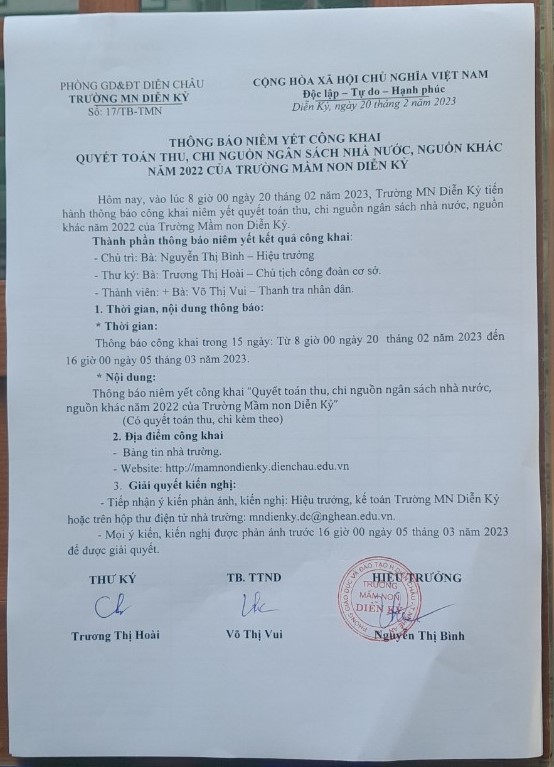 PHÒNG GD&ĐT DIỄN CHÂU
TRƯỜNG MN DIỄN KỶ
Số: 17/TB-TMN
CỘNG HÒA XÃ HỘI CHỦ NGHĨA VIỆT NAM
Độc lập – Tự do – Hạnh phúc
Diễn Kỷ, ngày 20 tháng 2 năm 2023
THÔNG BÁO NIÊM YẾT CÔNG KHAI
QUYẾT TOÁN THU, CHI NGUỒN NGÂN SÁCH NHÀ NƯỚC, NGUỒN KHÁC
NĂM 2022 CỦA TRƯỜNG MẦM NON DIỄN KỶ
Hôm nay, vào lúc 8 giờ 00 ngày 20 tháng 02 năm 2023, Trường MN Diễn Kỷ tiến
hành thông báo công khai niêm yết quyết toán thu, chi nguồn ngân sách nhà nước, nguồn
khác năm 2022 của Trường Mầm non Diễn Kỷ.
Thành phần thông báo niêm yết kết quả công khai:
- Chủ trì: Bà: Nguyễn Thị Bình – Hiệu trưởng
- Thư ký: Bà: Trương Thị Hoài – Chủ tịch công đoàn cơ sở.
- Thành viên: + Bà: Võ Thị Vui – Thanh tra nhân dân.
1. Thời gian, nội dung thông báo:
* Thời gian:
Thông báo công khai trong 15 ngày: Từ 8 giờ 00 ngày 20 tháng 02 năm 2023 đến
16 giờ 00 ngày 05 tháng 03 năm 2023.
* Nội dung:
Thông báo niêm yết công khai "Quyết toán thu, chi nguồn ngân sách nhà nước,
nguồn khác năm 2022 của Trường Mầm non Diễn Kỷ"
(Có quyết toán thu, chi kèm theo)
2. Địa điểm công khai
- Bảng tin nhà trường.
- Website: http://mamnondienky.dienchau.edu.vn
3. Giải quyết kiến nghị:
- Tiếp nhận ý kiến phản ánh, kiến nghị: Hiệu trưởng, kế toán Trường MN Diễn Kỷ
hoặc trên hộp thư điện tử nhà trường: mndienky.dc@nghean.edu.vn.
- Mọi ý kiến, kiến nghị được phản ánh trước 16 giờ 00 ngày 05 tháng 03 năm 2023
để được giải quyết.
THƯ KÝ
TB. TTND
HIỆU TRƯỞNG
TRƯỜNG
MẦM NON
DIỄN KỶ
Trương Thị Hoài
Võ Thị Vui
Nguyễn Thị Bình